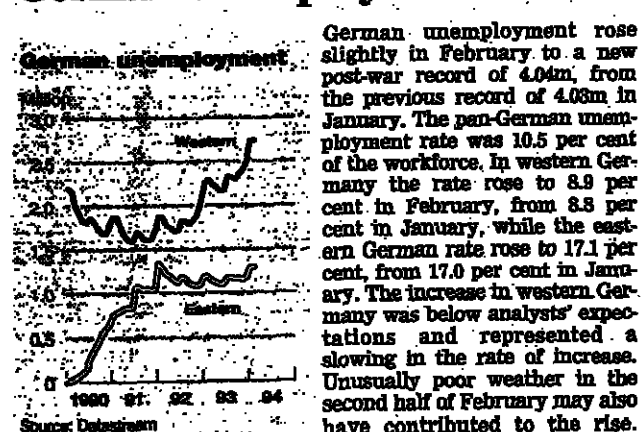 German unemployment
Million
3.0
Western
2.5
2.0
1.5
1.0
Eastern
0.5
0
1990 91 92 93 94
Source: Datastream
German unemployment rose
slightly in February to a new
post-war record of 4.04m, from
the previous record of 4.03m in
January. The pan-German unem-
ployment rate was 10.5 per cent
of the workforce. In western Ger-
many the rate rose to 8.9 per
cent in February, from 8.8 per
cent in January, while the east-
ern German rate rose to 17.1 per
cent, from 17.0 per cent in Janu-
ary. The increase in western Ger-
many was below analysts' expec-
tations and represented a
slowing in the rate of increase.
Unusually poor weather in the
second half of February may also
have contributed to the rise.